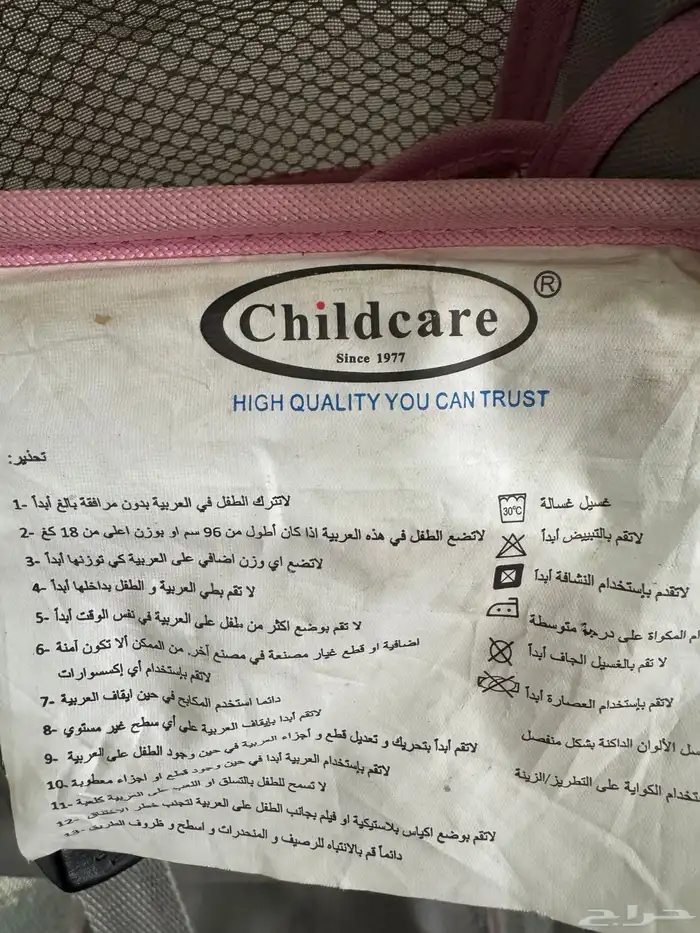 Childcare ®
Since 1977
HIGH QUALITY YOU CAN TRUST
تحذير:
1- لاتترك الطفل في العربية بدون مرافقة بالغ أبداً
2- لاتضع الطفل في هذه العربية اذا كان أطول من 96 سم او بوزن اعلى من 18 كغ
3- لاتضع اي وزن اضافي على العربية كي توزنها أبداً
4- لا تقم بطي العربية و الطفل بداخلها أبداً
5- لا تقم بوضع اكثر من طفل على العربية في نفس الوقت أبداً
6- اضافية او قطع غيار مصنعة في مصنع آخر. من الممكن ألا تكون آمنة
لاتقم بإستخدام أي إكسسوارات
7- دائما استخدم المكابح في حين ايقاف العربية
8- لاتقم أبدا بإيقاف العربية على أي سطح غير مستوي
9- لاتقم أبداً بتحريك و تعديل قطع و أجزاء العربية في حين وجود الطفل على العربية
10- لاتقم بإستخدام العربية أبدا في حين وجود قطع او اجزاء معطوبة
11- لا تسمح للطفل بالتسلق او على العربية
12- لاتقم بوضع اكياس بلاستيكية او فيلم بجانب الطفل على العربية لتجنب خطر
13- دائماً قم بالانتباه للرصيف و المنحدرات و اسطح و ظروف الطريق
غسيل غسالة
30°C
لاتقم بالتبييض أبداً
لاتقدم بإستخدام النشافة أبداً
المكواة على درجة متوسطة
لا تقم بالغسيل الجاف أبداً
لاتقم بإستخدام العصارة أبداً
الألوان الداكنة بشكل منفصل
الكواية على التطريز/الزينة
حراج